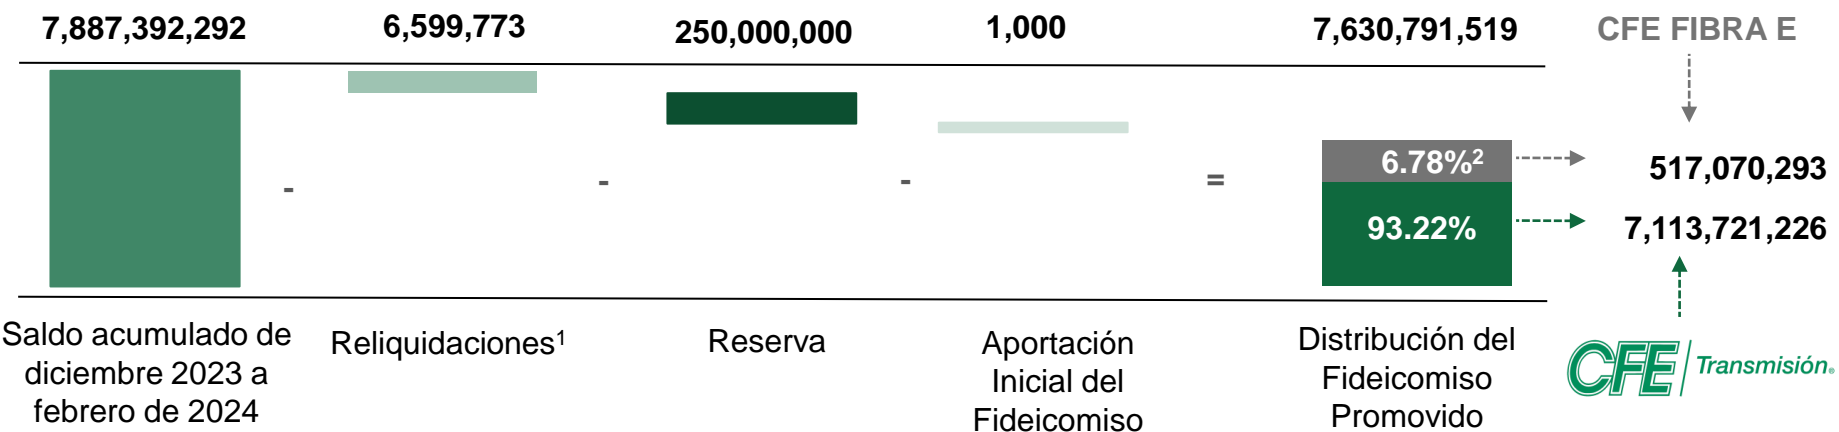 7,887,392,292 6,599,773 250,000,000 1,000 7,630,791,519 CFE FIBRA E
6.78%² 517,070,293
- - - =
93.22% 7,113,721,226
Saldo acumulado de
diciembre 2023 a
febrero de 2024
Reliquidaciones¹
Reserva
Aportación
Inicial del
Fideicomiso
Distribución del
Fideicomiso
Promovido
CFE Transmisión®